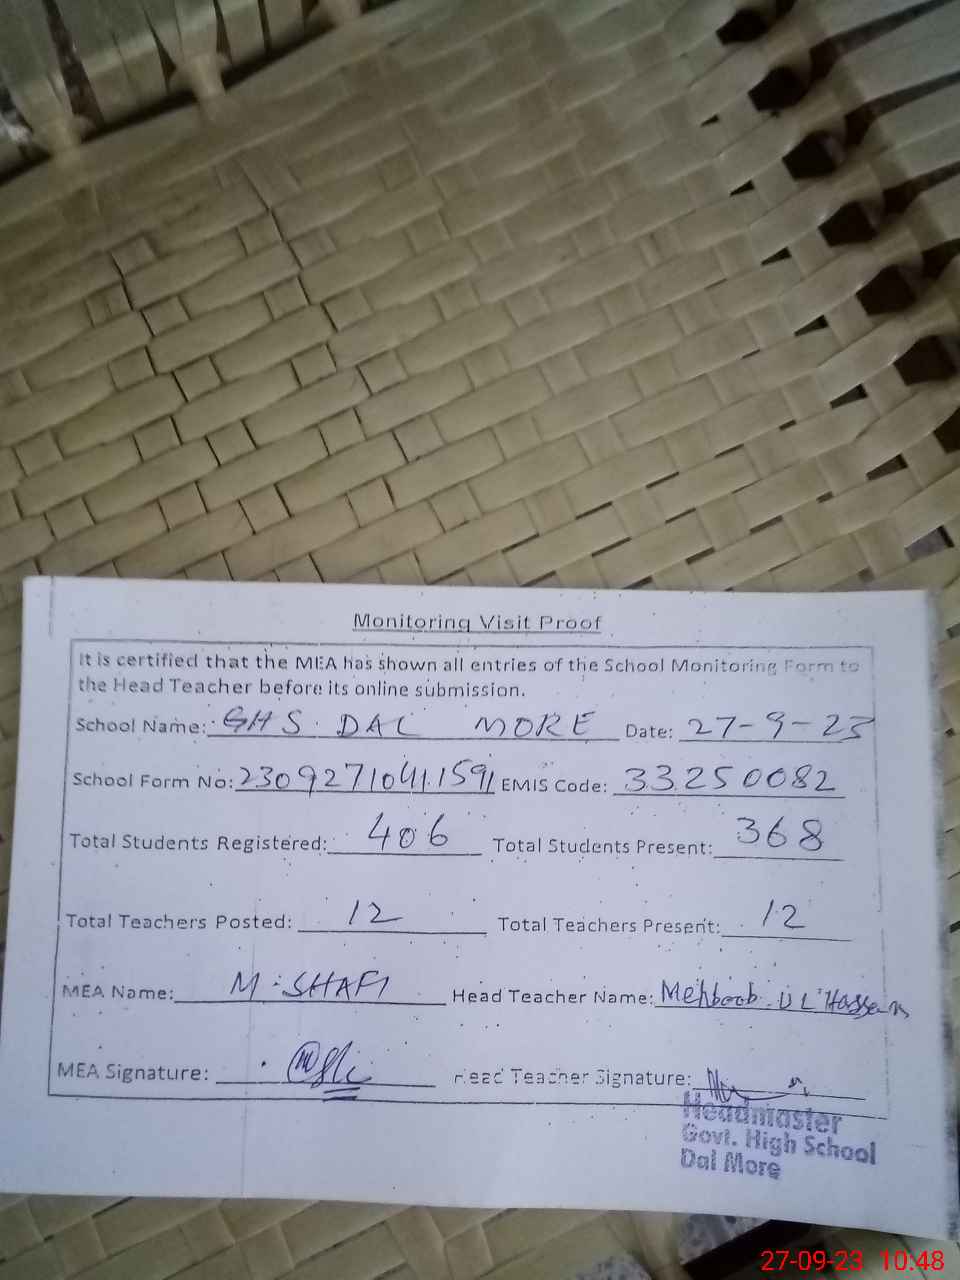 Monitoring Visit Proof
It is certified that the MEA has shown all entries of the School Monitoring Form to
the Head Teacher before its online submission.
School Name: GHS DAL MORE Date: 27-9-23
School Form No: 2309271041.1591 EMIS Code: 33250082
Total Students Registered: 406 Total Students Present: 368
Total Teachers Posted: 12 Total Teachers Present: 12
MEA Name: M. SHAFI Head Teacher Name: Mehboob UL Hassan
MEA Signature: Head Teacher Signature:
Headmaster
Govt. High School
Dal More
27-09-23 10:48